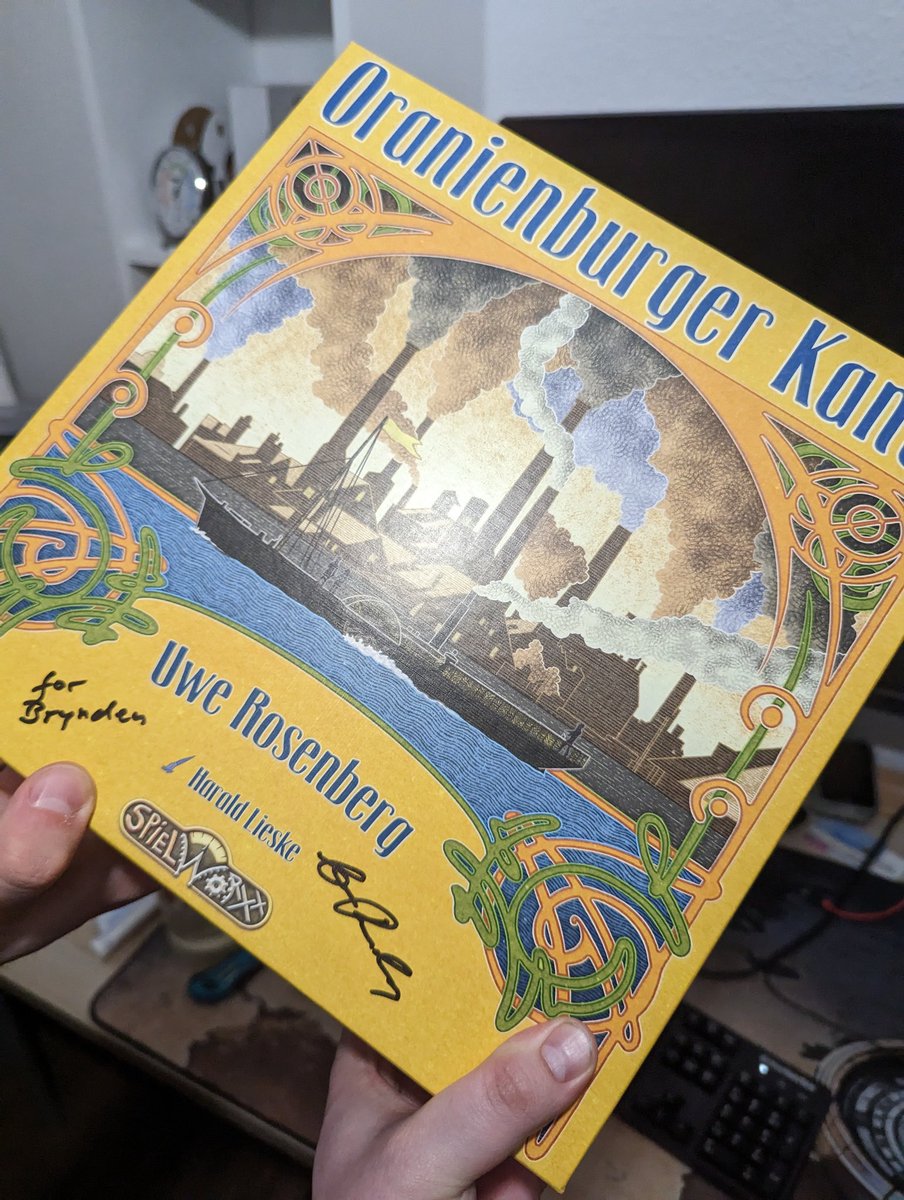 Oranienburger Kan
for
Brynden
Uwe Rosenberg
Harald Lieske
SPIELWORXX